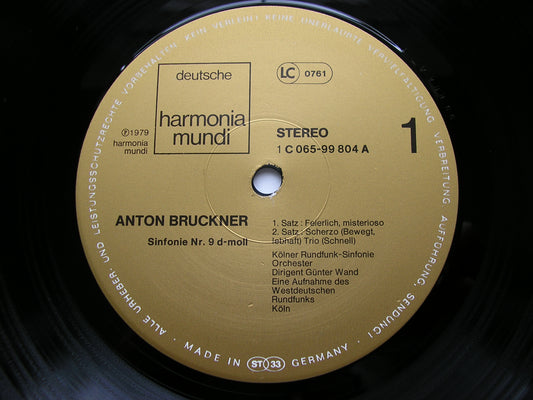 ALLE URHEBER- UND LEISTUNGSSCHUTZRECHTE VORBEHALTEN. KEIN VERLEIH! KEINE UNERLAUBTE VERVIELFÄLTIGUNG, VERBREITUNG, AUFFÜHRUNG, SENDUNG!
deutsche
harmonia
mundi
LC 0761
℗1979
harmonia
mundi
STEREO
1 C 065-99 804 A
1
ANTON BRUCKNER
Sinfonie Nr. 9 d-moll
1. Satz: Feierlich, misterioso
2. Satz: Scherzo (Bewegt,
lebhaft) Trio (Schnell)
Kölner Rundfunk-Sinfonie
Orchester
Dirigent Günter Wand
Eine Aufnahme des
Westdeutschen
Rundfunks
Köln
MADE IN ST 33 GERMANY